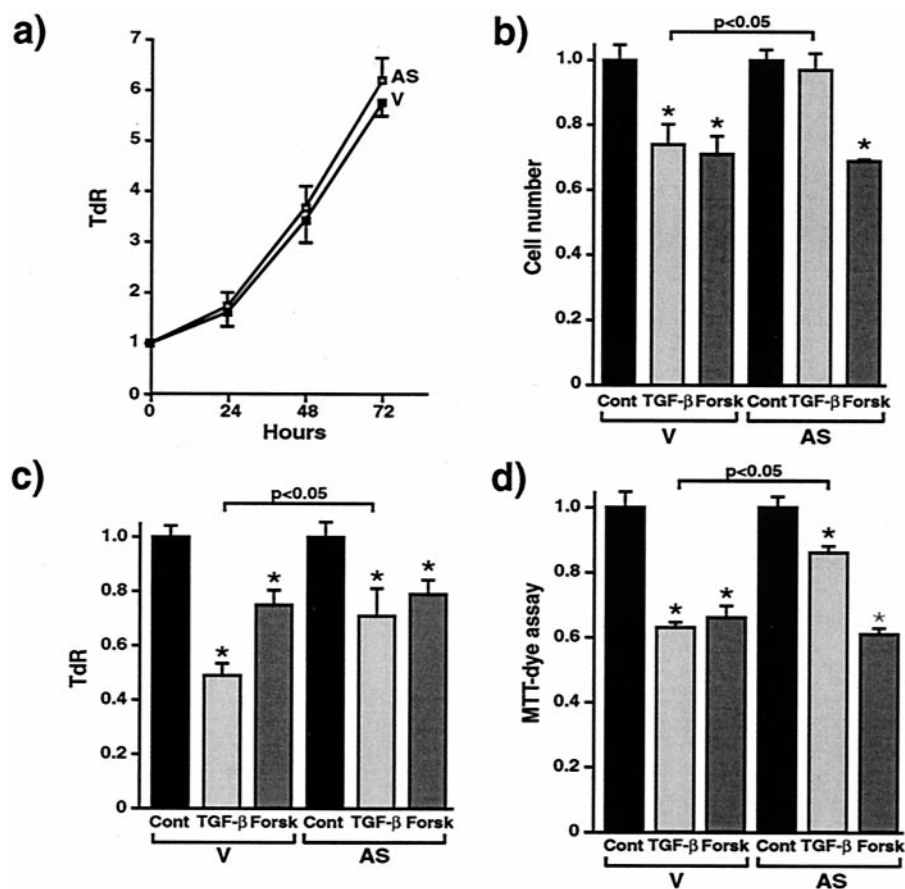 a)
7
6
5
4
3
2
1
0
TdR
AS
V
0 24 48 72
Hours
b)
p<0.05
1.0
0.8
0.6
0.4
0.2
0
Cell number
* * *
Cont TGF-β Forsk Cont TGF-β Forsk
V AS
c)
p<0.05
1.0
0.8
0.6
0.4
0.2
0
TdR
* * * *
Cont TGF-β Forsk Cont TGF-β Forsk
V AS
d)
p<0.05
1.0
0.8
0.6
0.4
0.2
0
MTT-dye assay
* * * *
Cont TGF-β Forsk Cont TGF-β Forsk
V AS